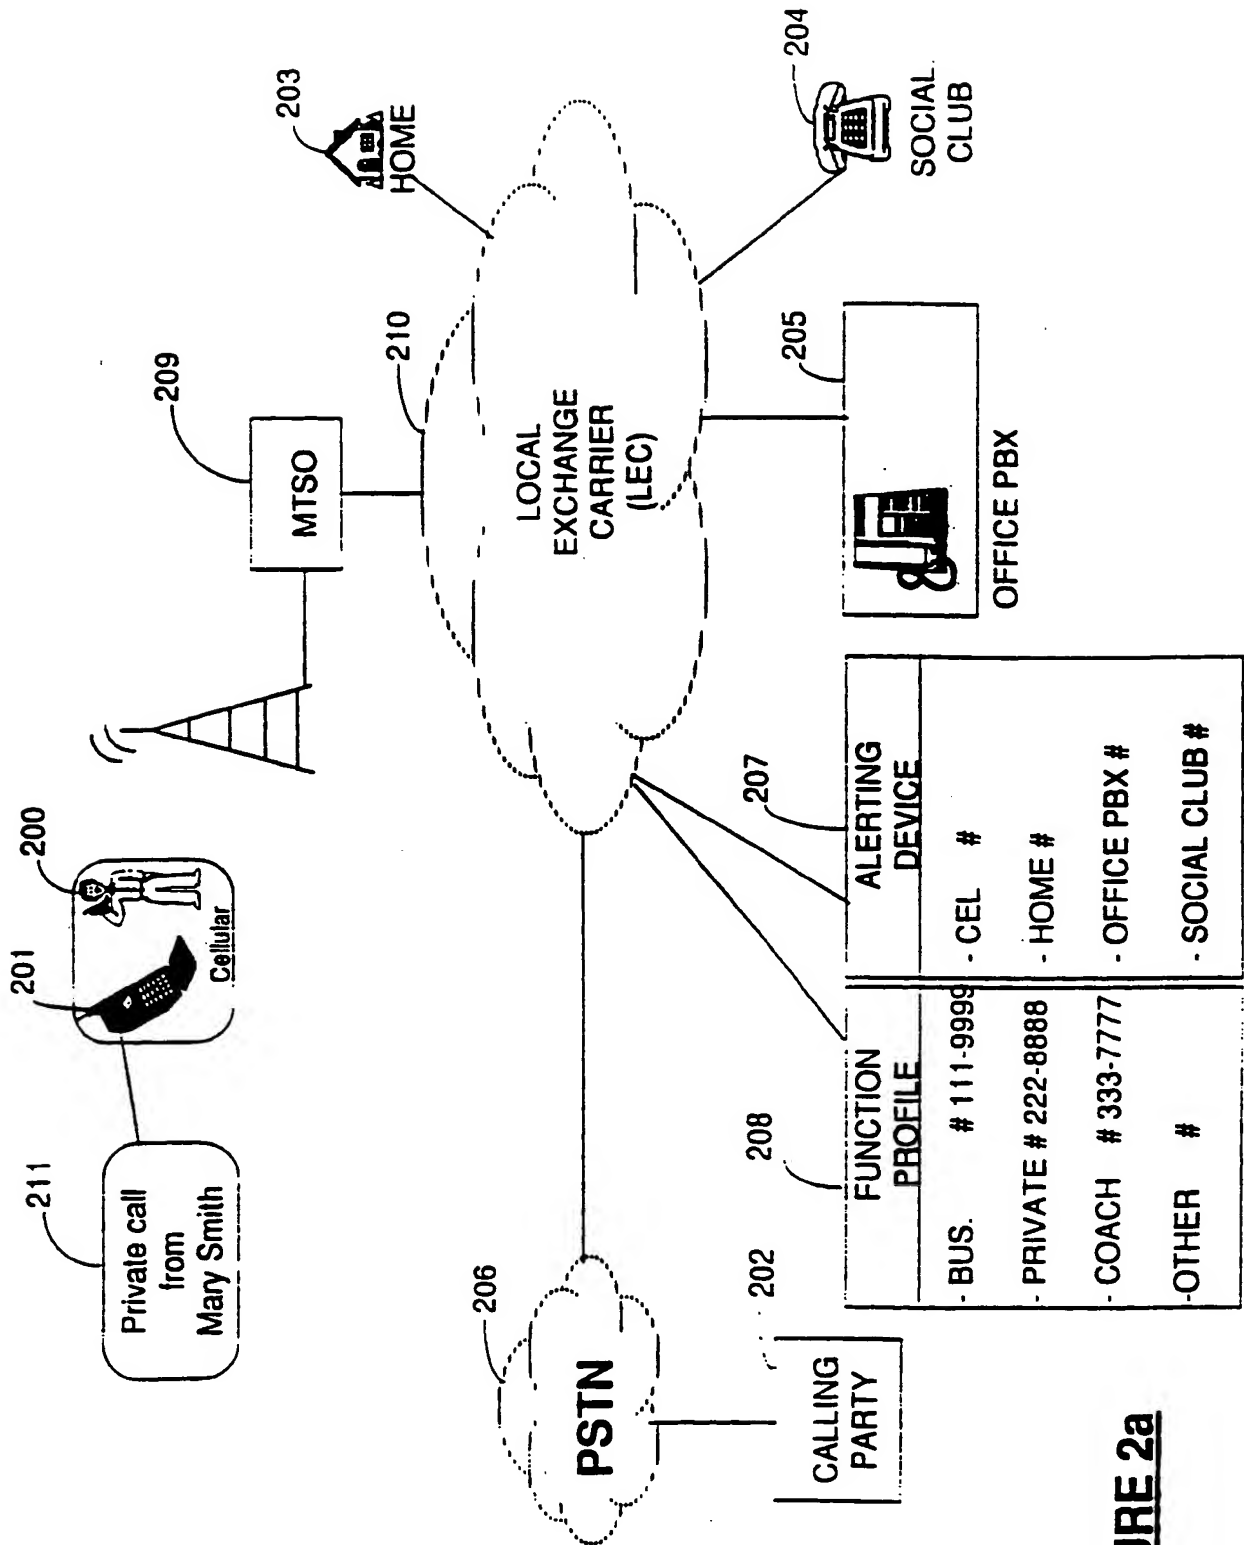 211
Private call
from
Mary Smith
201
200
Cellular
209
MTSO
203
HOME
210
LOCAL
EXCHANGE
CARRIER
(LEC)
204
SOCIAL
CLUB
206
PSTN
202
CALLING
PARTY
208
FUNCTION
PROFILE
- BUS. # 111-9999
- PRIVATE # 222-8888
- COACH # 333-7777
-OTHER #
207
ALERTING
DEVICE
- CEL #
- HOME #
- OFFICE PBX #
- SOCIAL CLUB #
205
OFFICE PBX
URE 2a